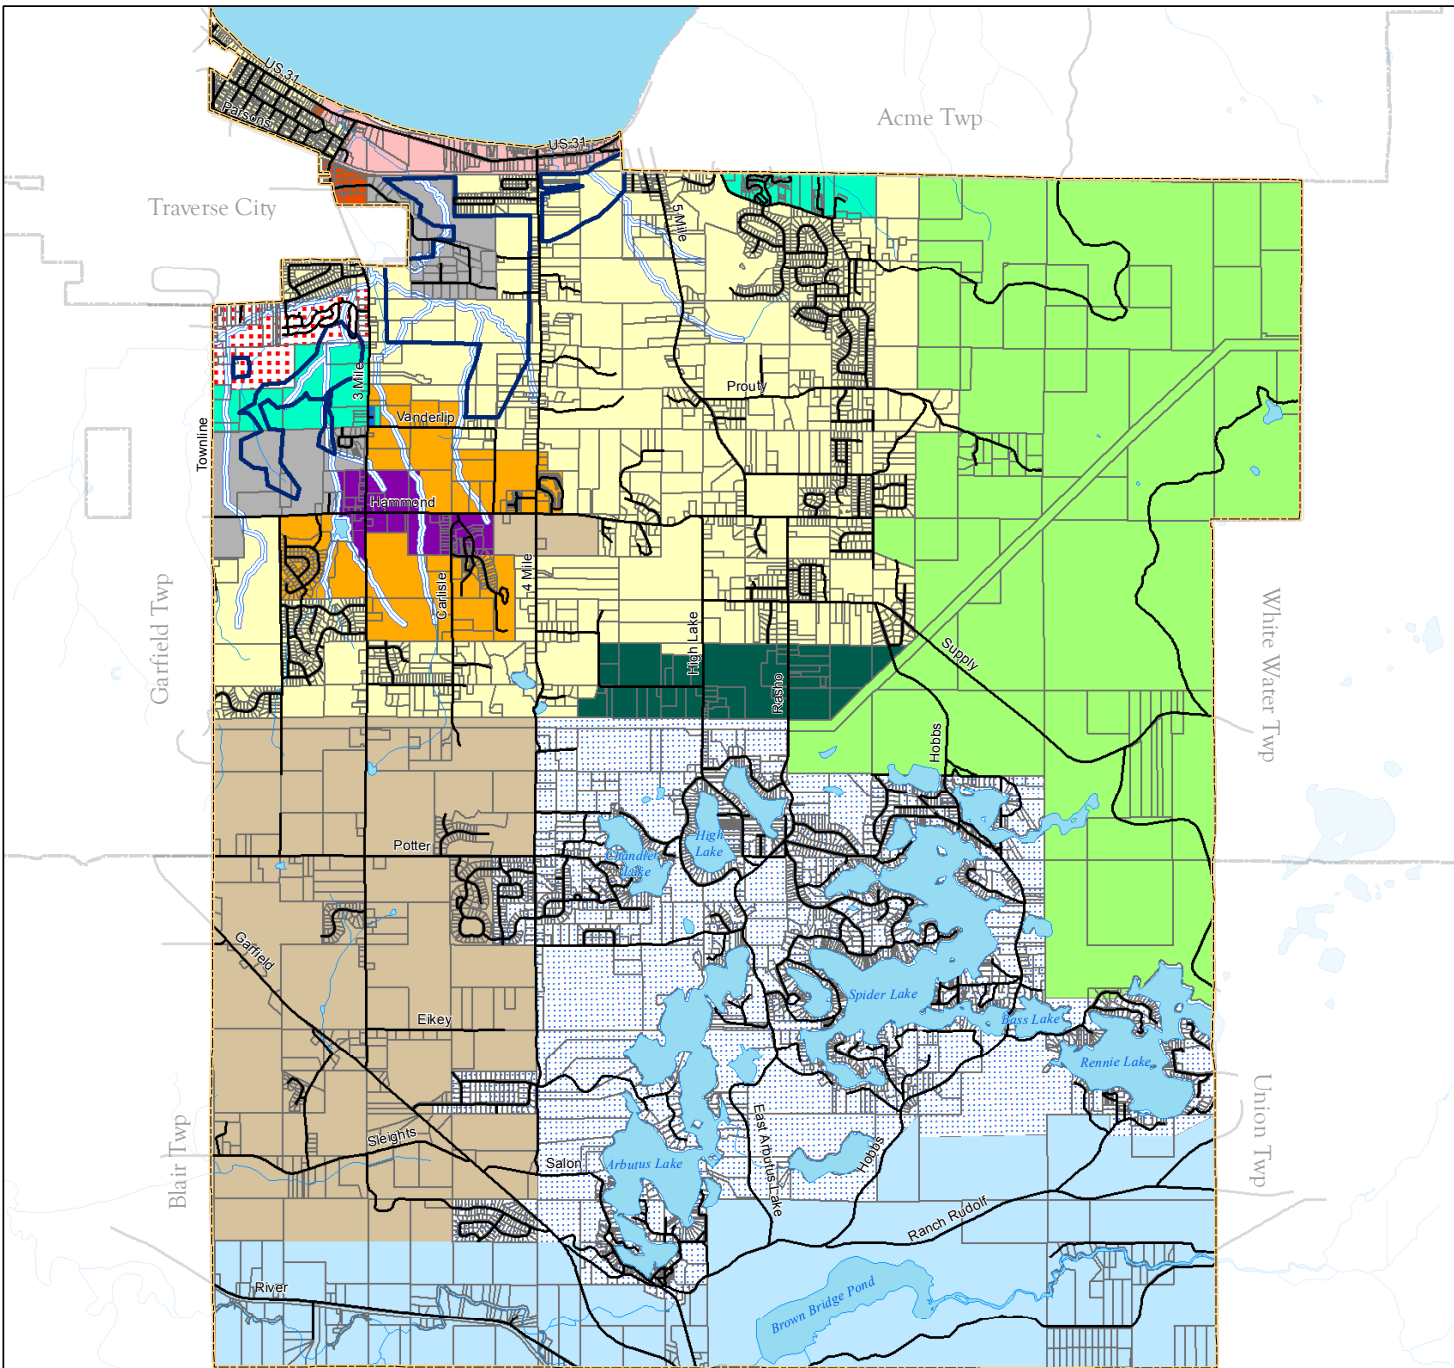 US 31
Parsons
US 31
Acme Twp
Traverse City
5 Mile
3 Mile
Prouty
Vanderlip
Townline
Hammond
Garfield Twp
Carlisle
4 Mile
White Water Twp
High Lake
Supply
Rasho
Hobbs
Potter
High
Lake
Chandler
Lake
Garfield
Spider Lake
Eikey
Bass Lake
Rennie Lake
Union Twp
Blair Twp
Sleights
East Arbutus Lake
Salon
Arbutus Lake
Hobbs
Ranch Rudolf
River
Brown Bridge Pond